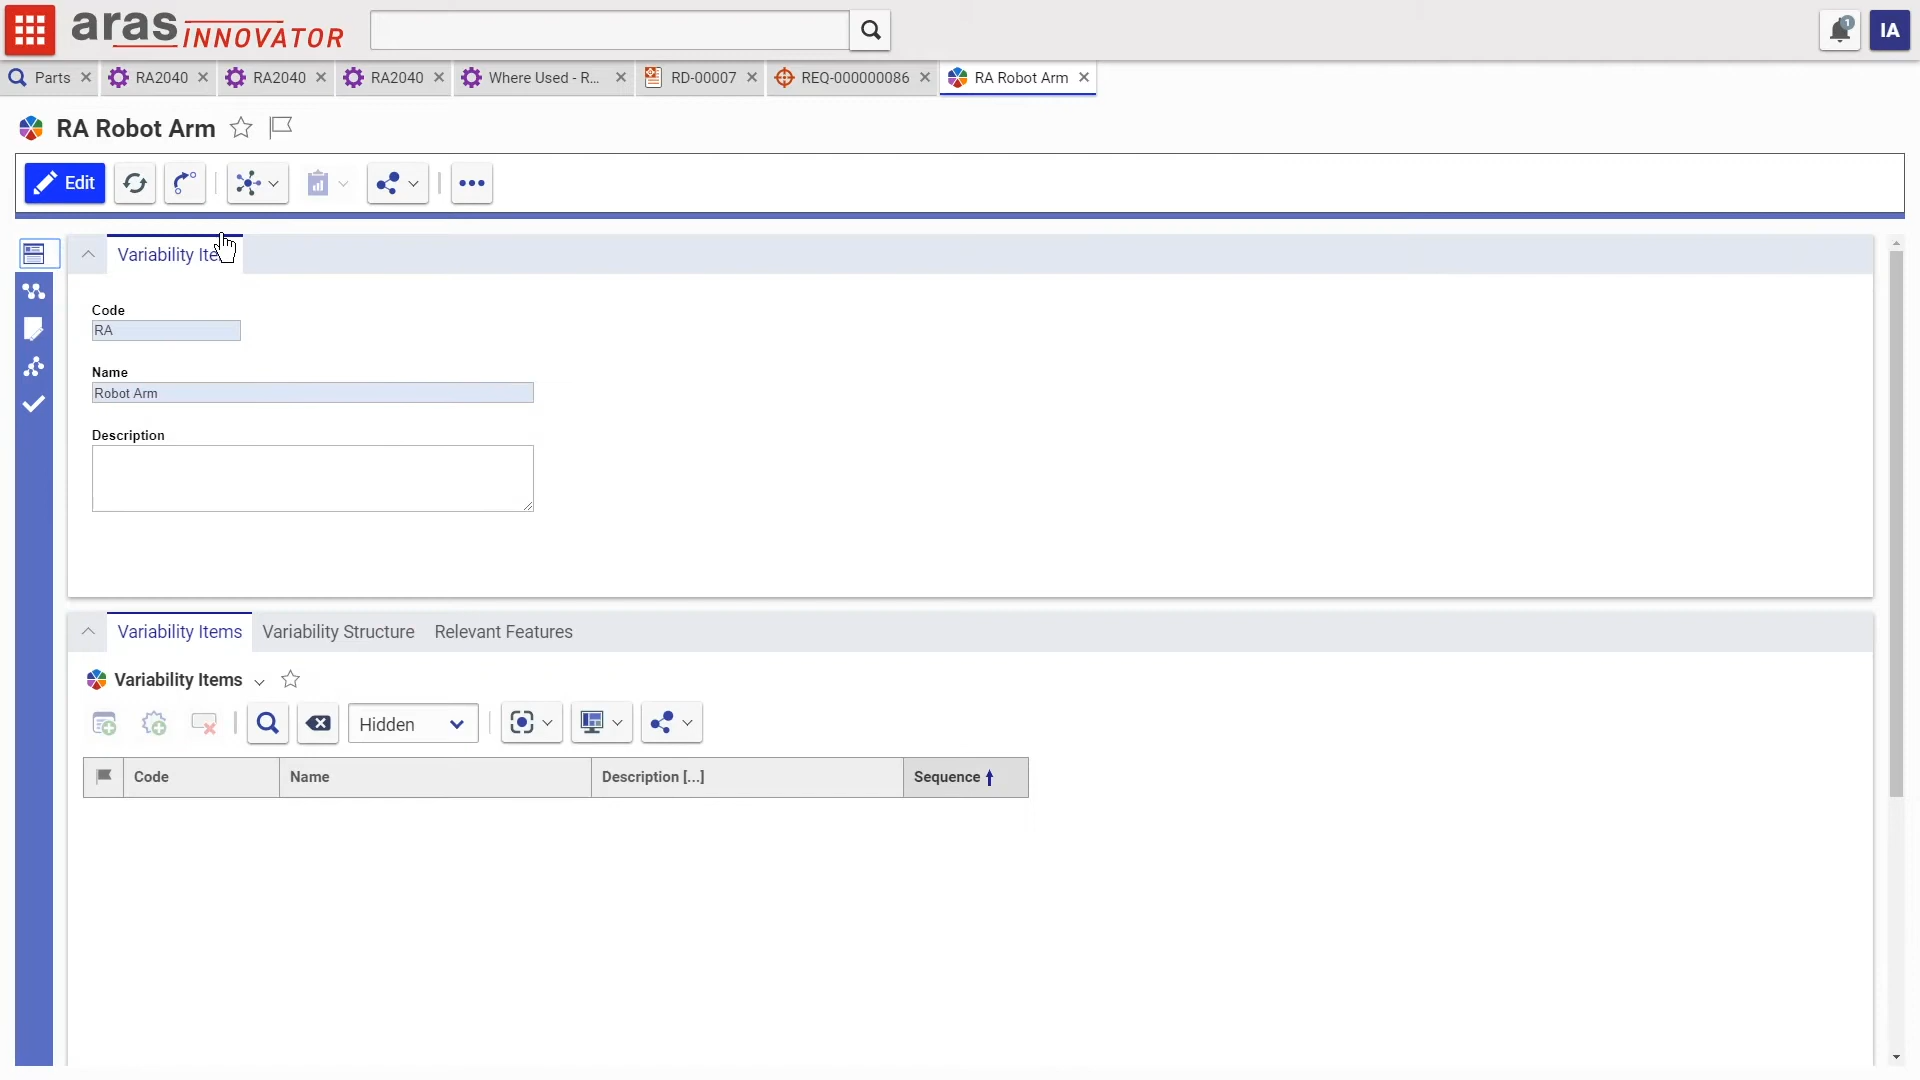 aras INNOVATOR
1
IA
Parts
RA2040
RA2040
RA2040
Where Used - R...
RD-00007
REQ-000000086
RA Robot Arm
RA Robot Arm
Edit
Variability Ite
Code
RA
Name
Robot Arm
Description
Variability Items
Variability Structure
Relevant Features
Variability Items
Hidden
Code
Name
Description [...]
Sequence